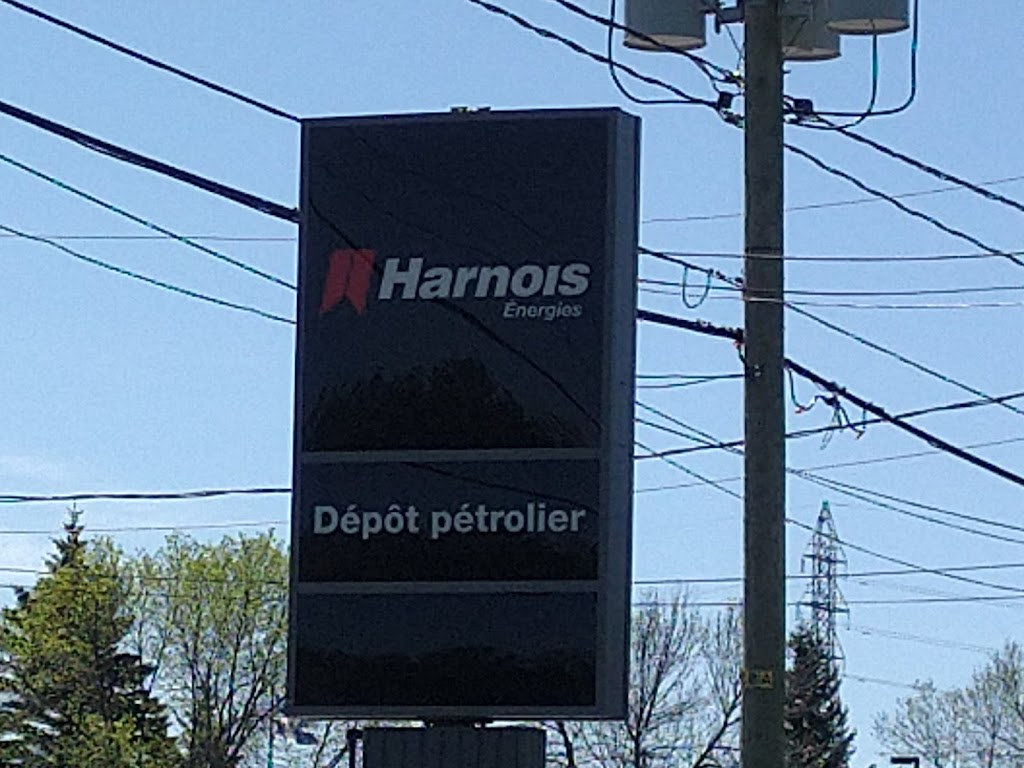 Harnois
Énergies
Dépôt pétrolier